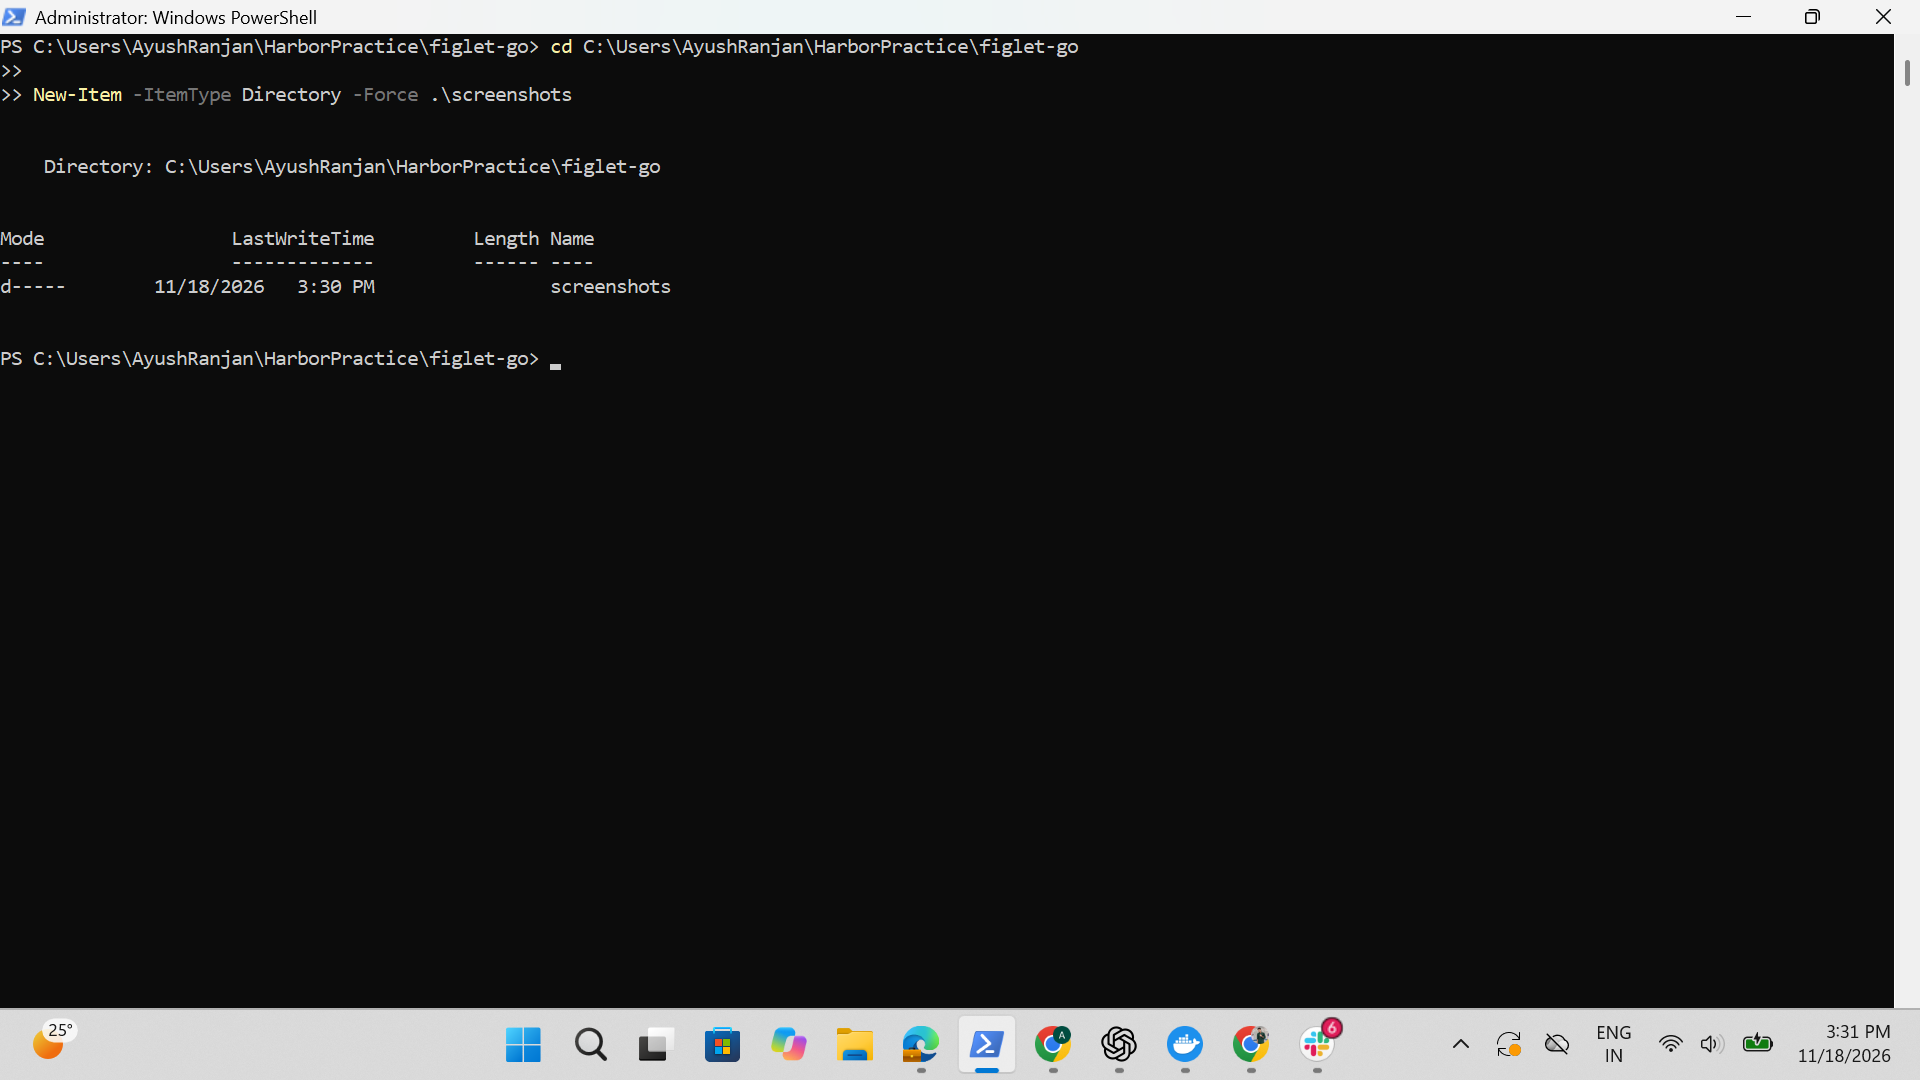 Administrator: Windows PowerShell
PS C:\Users\AyushRanjan\HarborPractice\figlet-go> cd C:\Users\AyushRanjan\HarborPractice\figlet-go
>>
>> New-Item -ItemType Directory -Force .\screenshots
Directory: C:\Users\AyushRanjan\HarborPractice\figlet-go
Mode LastWriteTime Length Name
---- ------------- ------ ----
d----- 11/18/2026 3:30 PM screenshots
PS C:\Users\AyushRanjan\HarborPractice\figlet-go>
25°
A
6
ENG
IN
3:31 PM
11/18/2026